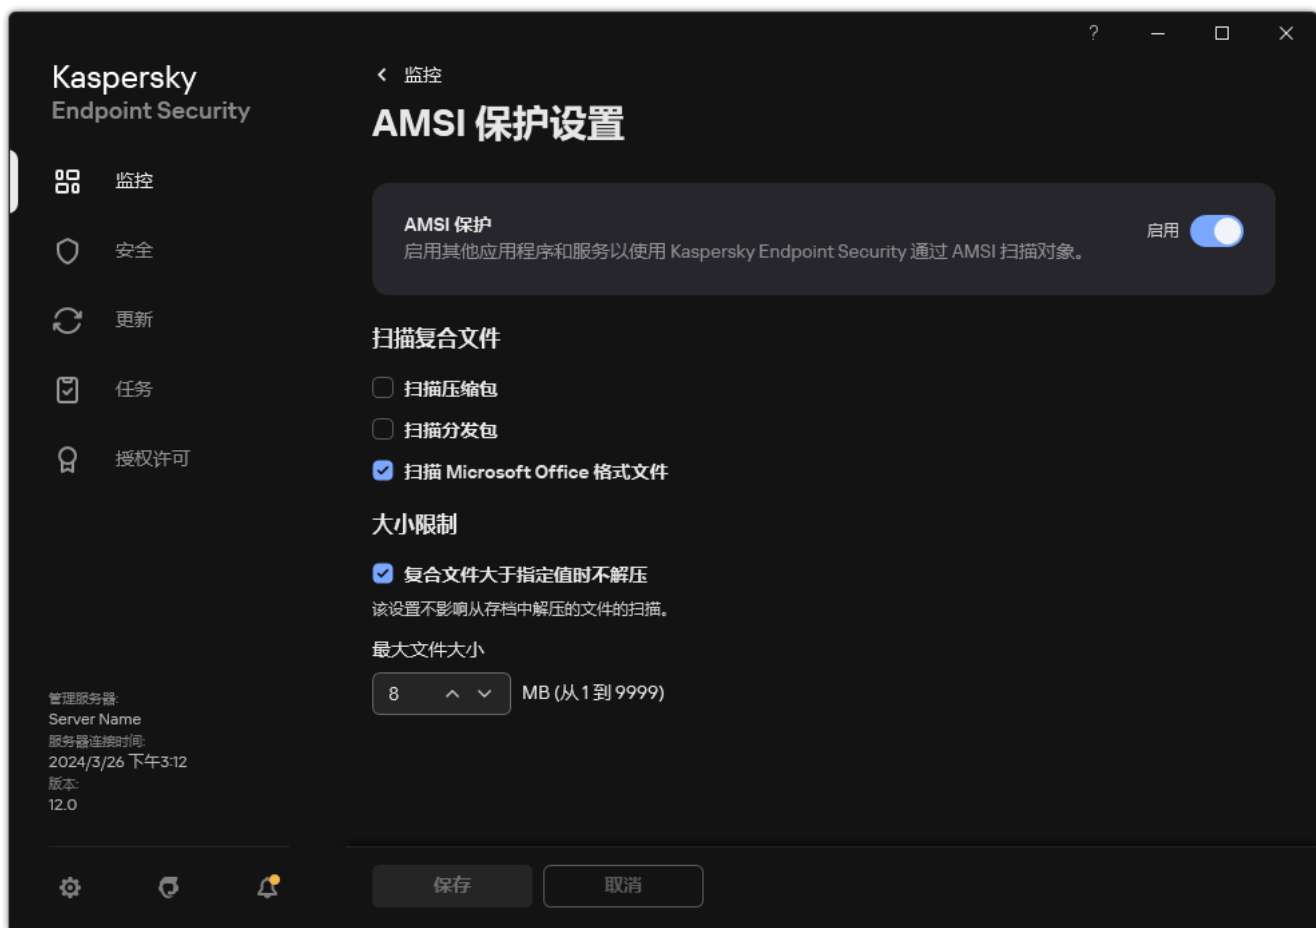 ?
Kaspersky
Endpoint Security
监控
安全
更新
任务
授权许可
管理服务器:
Server Name
服务器连接时间:
2024/3/26 下午3:12
版本:
12.0
监控
AMSI 保护设置
AMSI 保护
启用其他应用程序和服务以使用 Kaspersky Endpoint Security 通过 AMSI 扫描对象。
启用
扫描复合文件
扫描压缩包
扫描分发包
扫描 Microsoft Office 格式文件
大小限制
复合文件大于指定值时不解压
该设置不影响从存档中解压的文件的扫描。
最大文件大小
8 MB (从 1 到 9999)
保存 取消